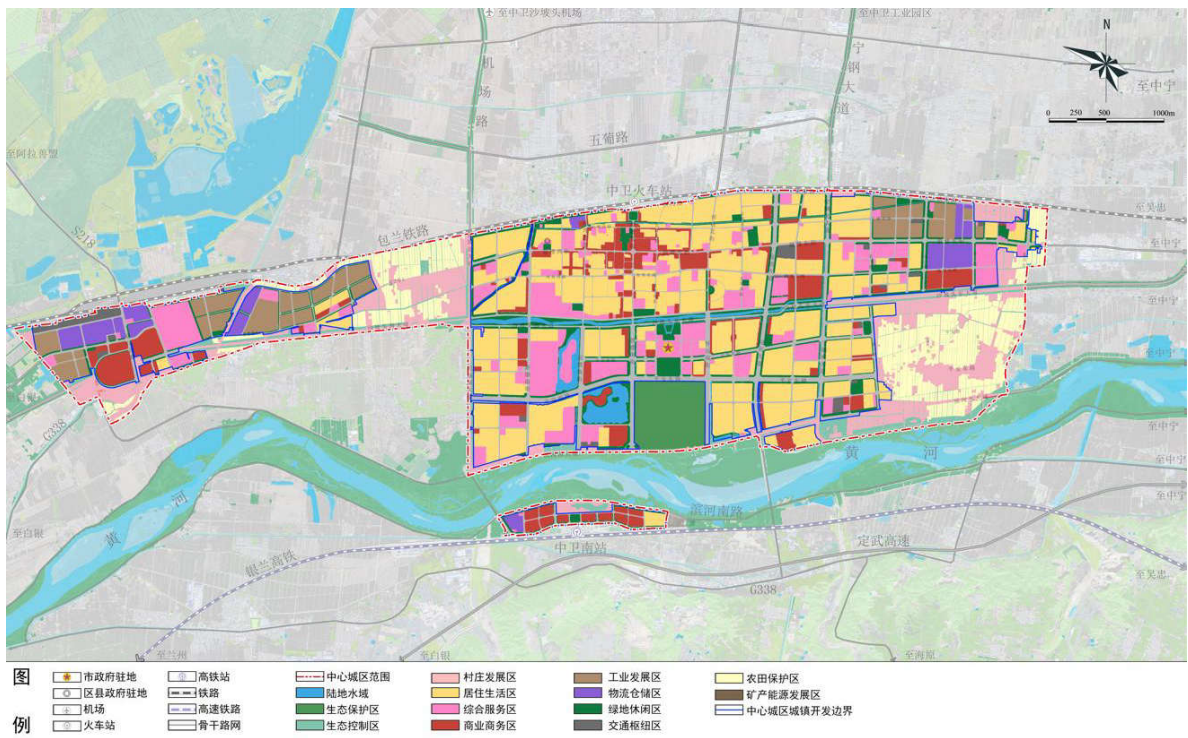 至中卫沙坡头机场
至中卫工业园区
N
机场路
宁钢大道
至中宁
0 250 500 1000m
五葡路
至阿拉善盟
中卫火车站
S218
包兰铁路
至吴忠
至中宁
至中宁
至中宁
G338
黄河
至中宁
至中宁
滨河南路
至中宁
至白银
黄河
中卫南站
定武高速
银兰高铁
G338
至吴忠
至兰州
至白银
至海原
图例
市政府驻地
高铁站
中心城区范围
村庄发展区
工业发展区
农田保护区
区县政府驻地
铁路
陆地水域
居住生活区
物流仓储区
矿产能源发展区
机场
高速铁路
生态保护区
综合服务区
绿地休闲区
中心城区城镇开发边界
火车站
骨干路网
生态控制区
商业商务区
交通枢纽区